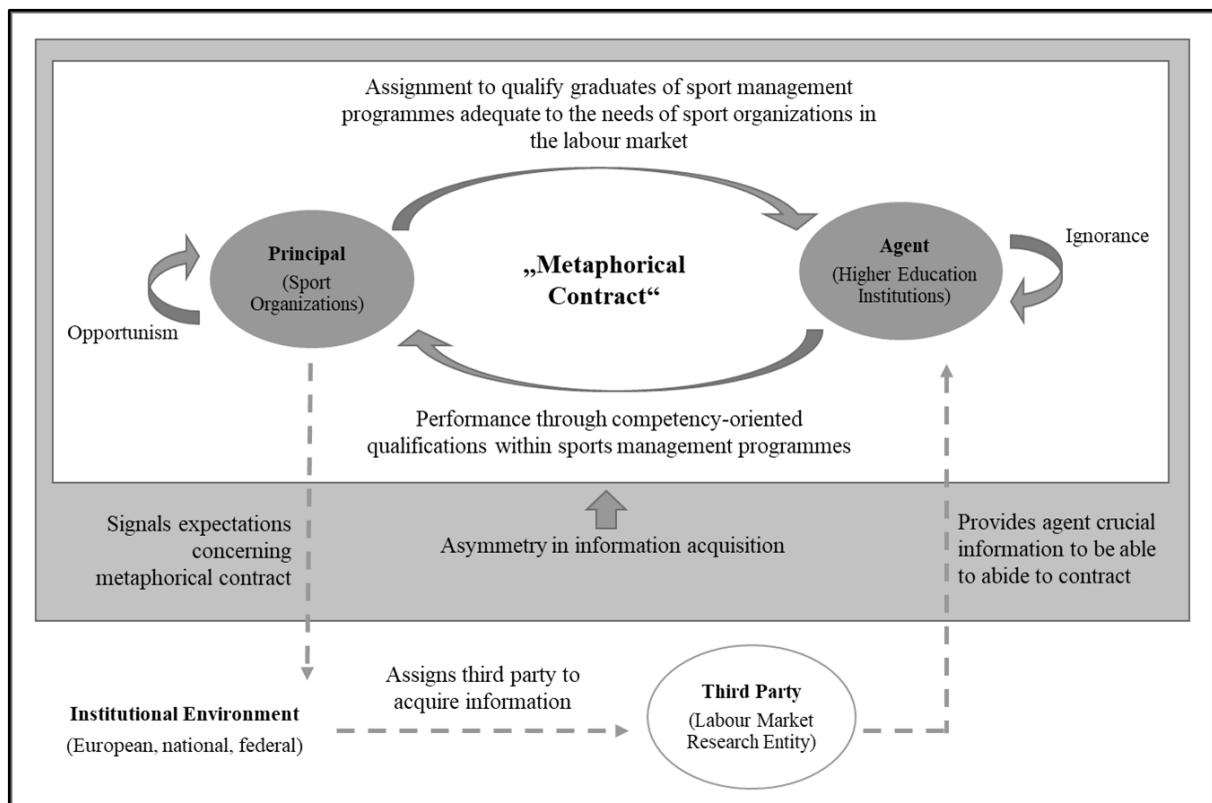 Assignment to qualify graduates of sport management
programmes adequate to the needs of sport organizations in
the labour market
Principal
(Sport
Organizations)
Opportunism
„Metaphorical
Contract“
Agent
(Higher Education
Institutions)
Ignorance
Performance through competency-oriented
qualifications within sports management programmes
Signals expectations
concerning
metaphorical contract
Asymmetry in information acquisition
Provides agent crucial
information to be able
to abide to contract
Institutional Environment
(European, national, federal)
Assigns third party to
acquire information
Third Party
(Labour Market
Research Entity)